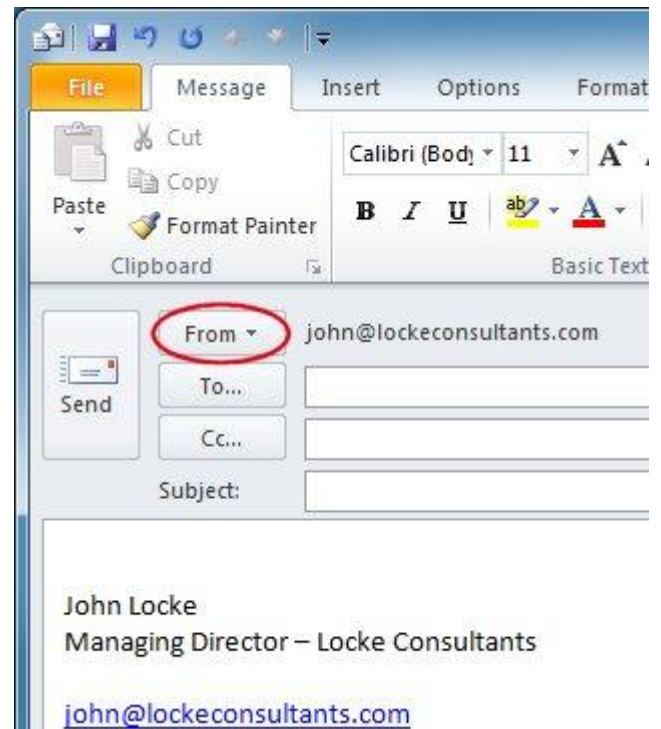 File Message Insert Options Format
Cut
Calibri (Body 11 A
Copy
Paste
Format Painter
B I U ab A
Clipboard Basic Text
From john@lockeconsultants.com
To...
Send
Cc...
Subject:
John Locke
Managing Director – Locke Consultants
john@lockeconsultants.com